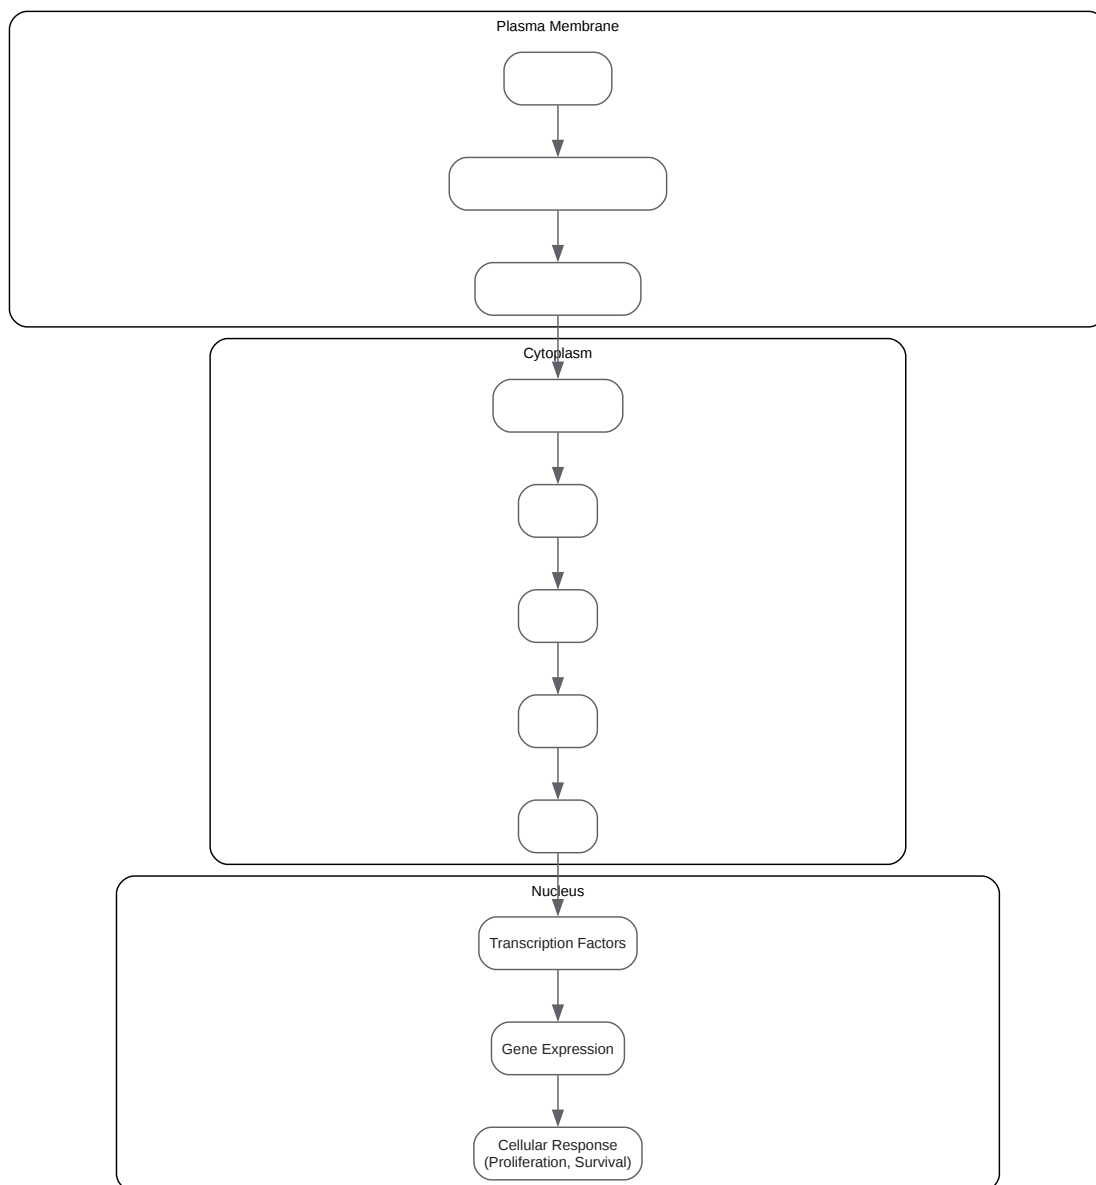 Plasma Membrane
Cytoplasm
Nucleus
Transcription Factors
Gene Expression
Cellular Response
(Proliferation, Survival)